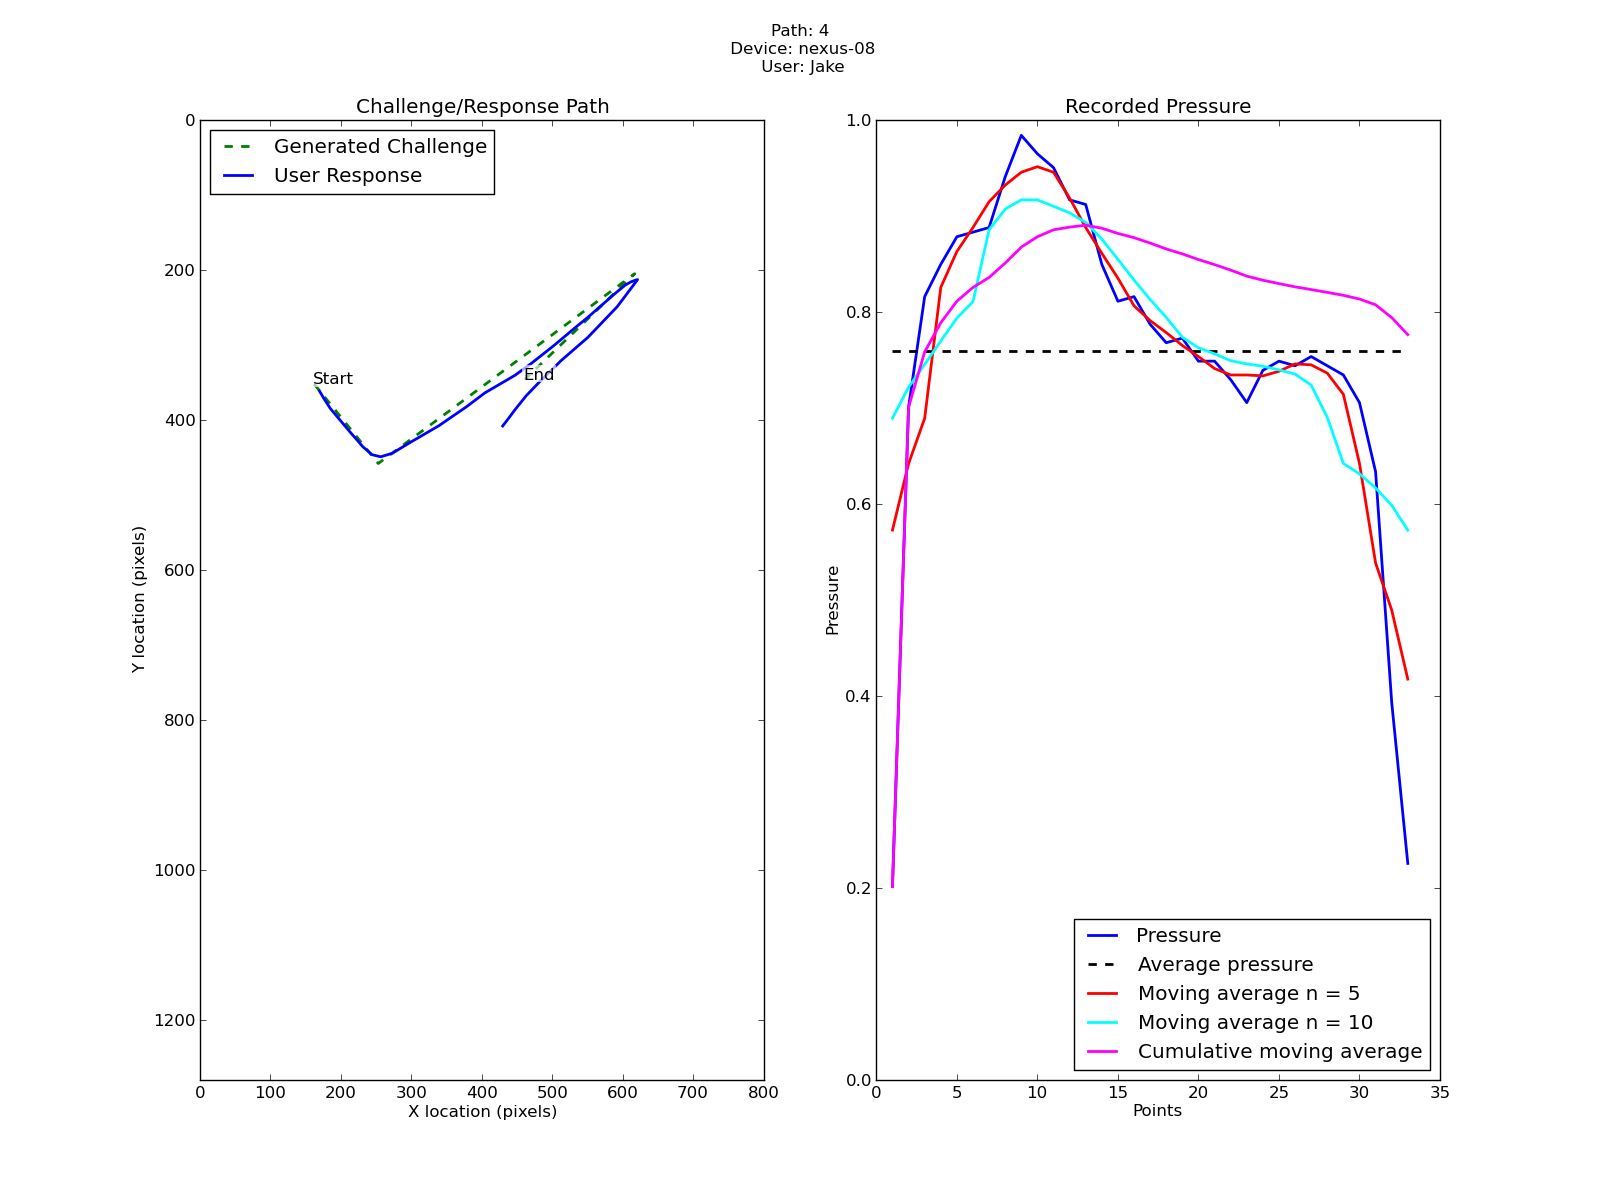 Path: 4
Device: nexus-08
User: Jake
Challenge/Response Path
Generated Challenge
User Response
Start
End
0
200
400
600
800
1000
1200
Y location (pixels)
0 100 200 300 400 500 600 700 800
X location (pixels)
Recorded Pressure
1.0
0.8
0.6
0.4
0.2
0.0
Pressure
Pressure
Average pressure
Moving average n = 5
Moving average n = 10
Cumulative moving average
0 5 10 15 20 25 30 35
Points